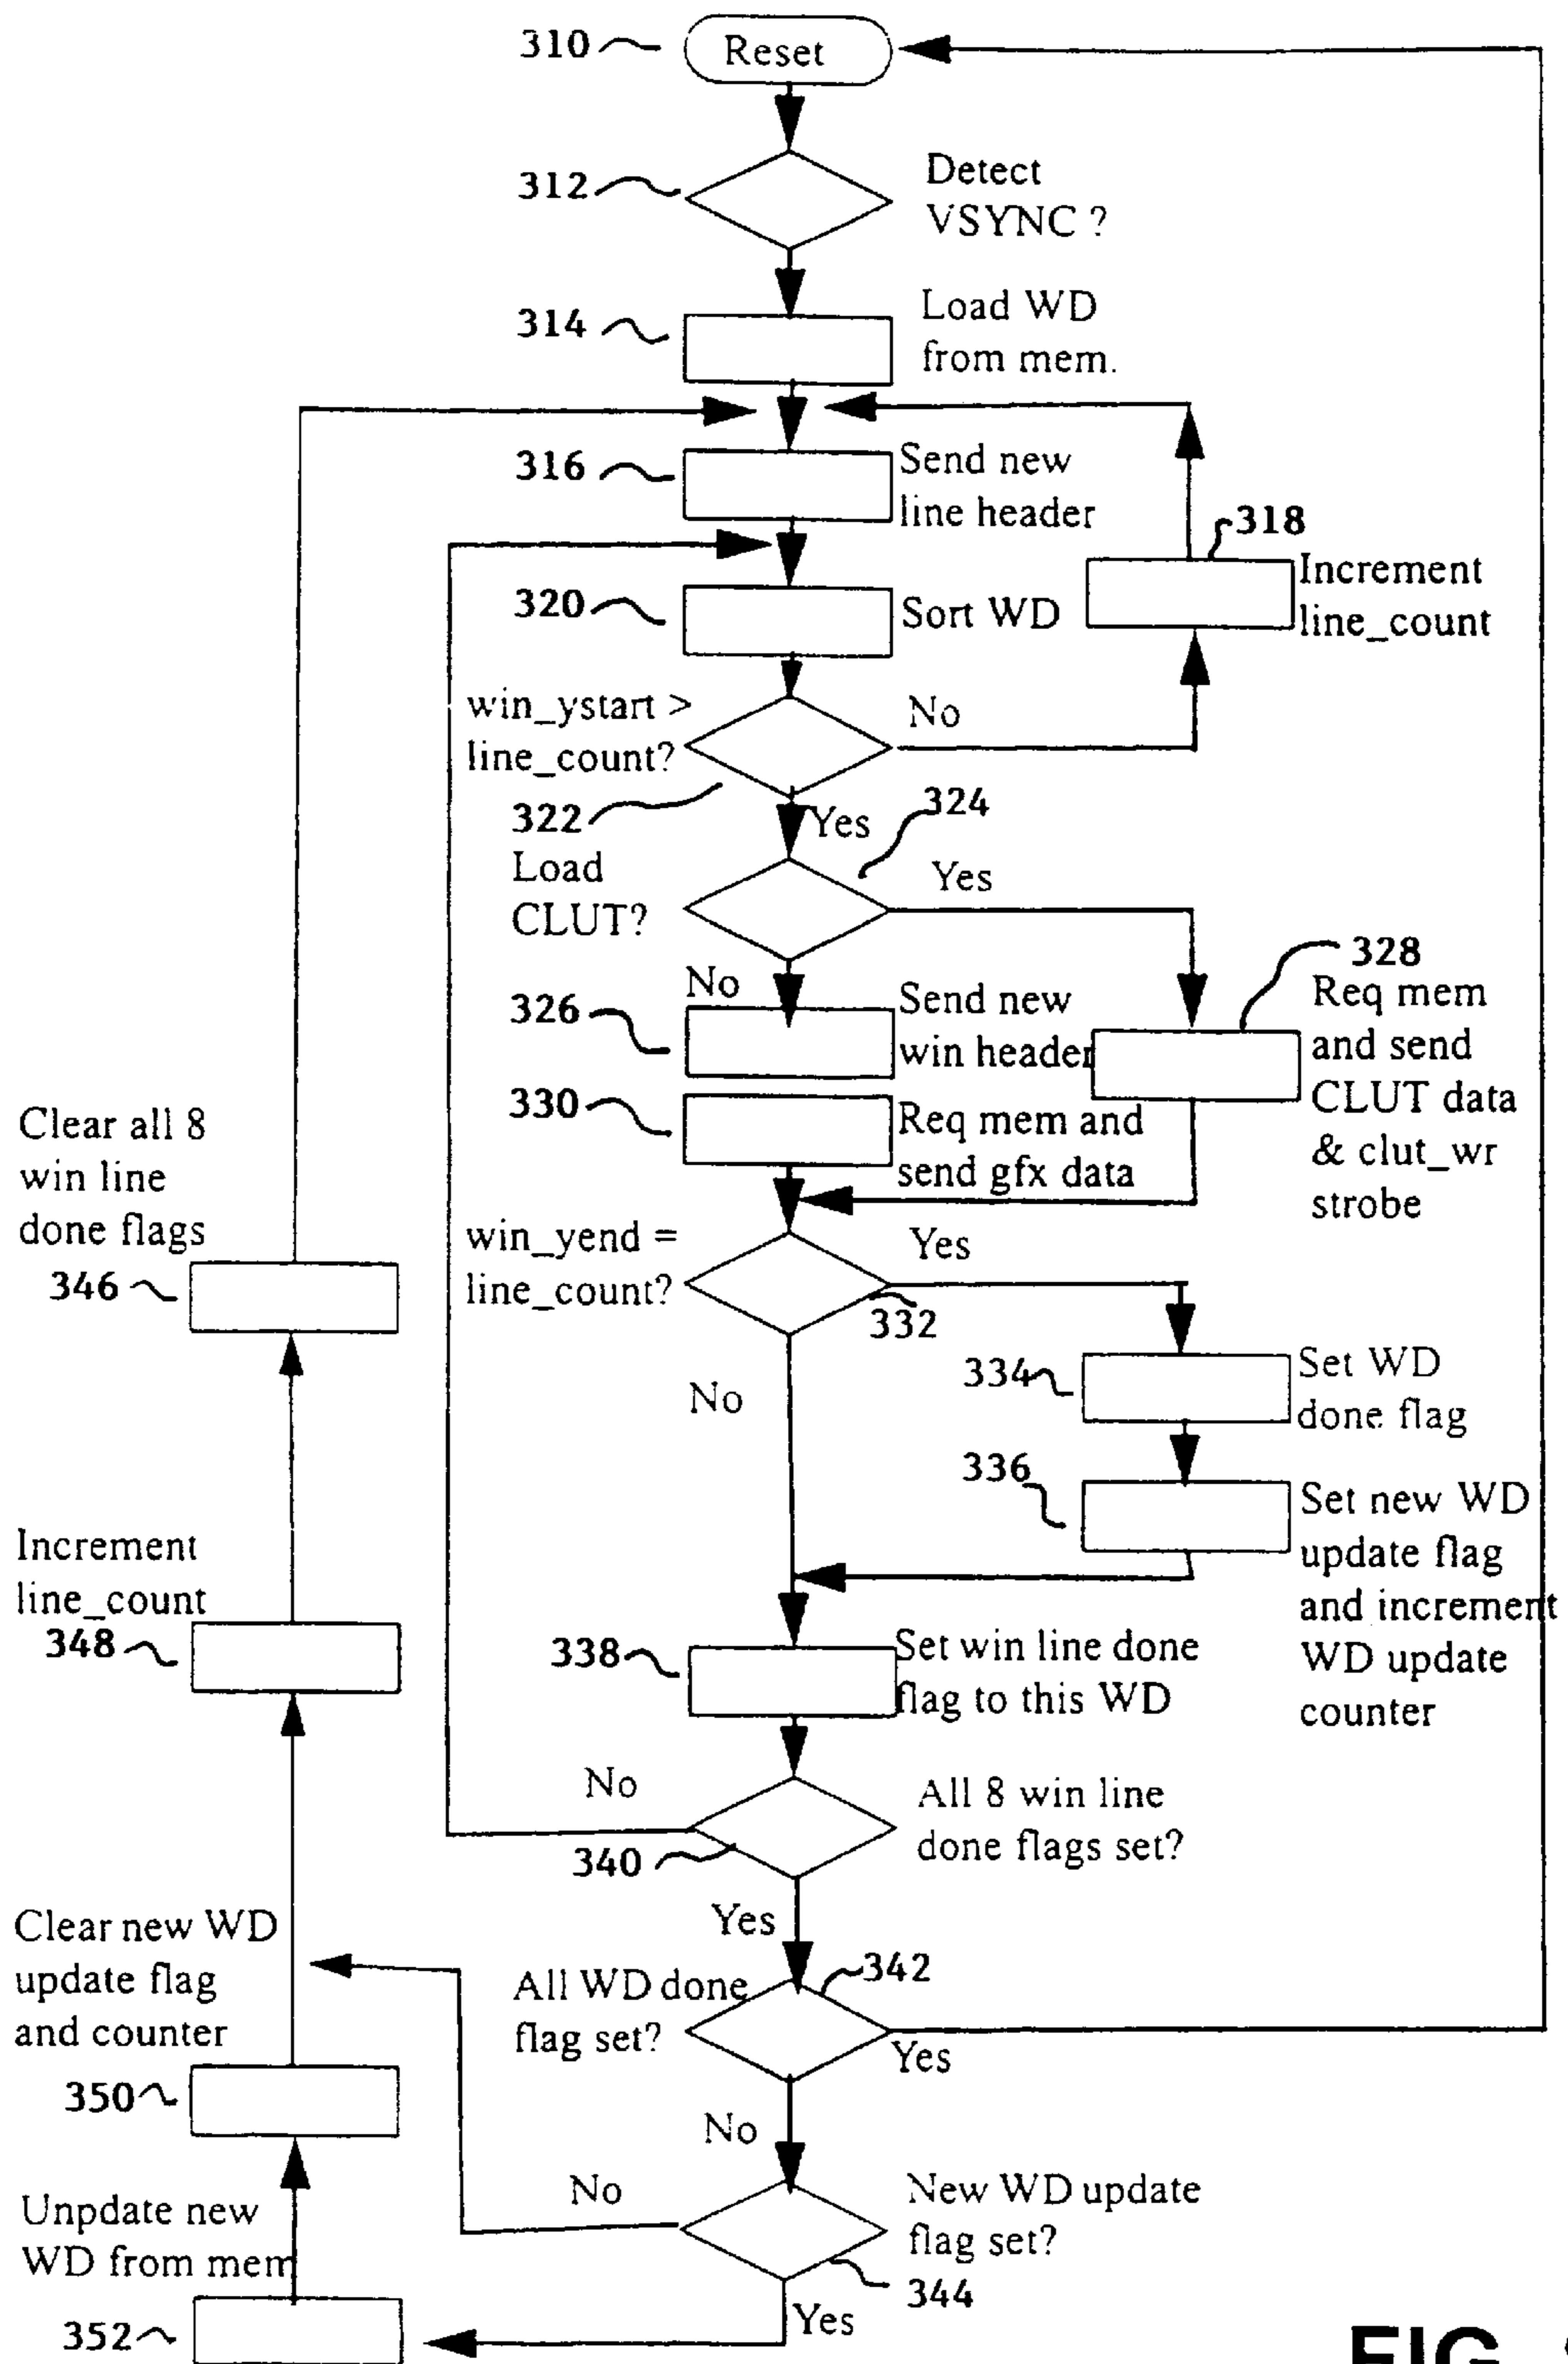 310
Reset
312
Detect
VSYNC ?
314
Load WD
from mem.
316
Send new
line header
318
Increment
line_count
320
Sort WD
win_ystart >
line_count?
No
322
Yes
324
Load
CLUT?
Yes
No
326
Send new
win header
328
Req mem
and send
CLUT data
& clut_wr
strobe
330
Req mem and
send gfx data
Clear all 8
win line
done flags
346
win_yend =
line_count?
Yes
332
No
334
Set WD
done flag
336
Set new WD
update flag
and increment
WD update
counter
Increment
line_count
348
338
Set win line done
flag to this WD
No
340
All 8 win line
done flags set?
Yes
Clear new WD
update flag
and counter
350
All WD done
flag set?
342
Yes
No
No
New WD update
flag set?
344
Unpdate new
WD from mem
352
Yes
FIG.